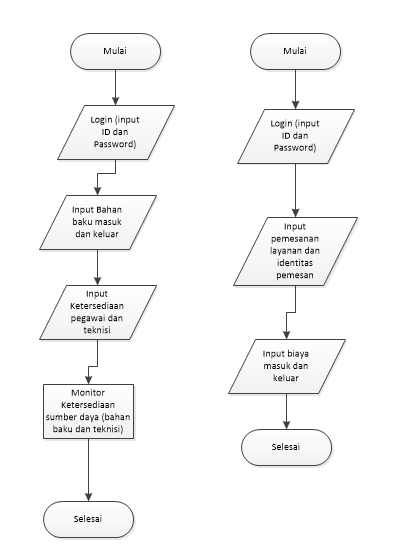 Mulai
Login (input
ID dan
Password)
Input Bahan
baku masuk
dan keluar
Input
Ketersediaan
pegawai dan
teknisi
Monitor
Ketersediaan
sumber daya (bahan
baku dan teknisi)
Selesai
Mulai
Login (input
ID dan
Password)
Input
pemesanan
layanan dan
identitas
pemesan
Input biaya
masuk dan
keluar
Selesai